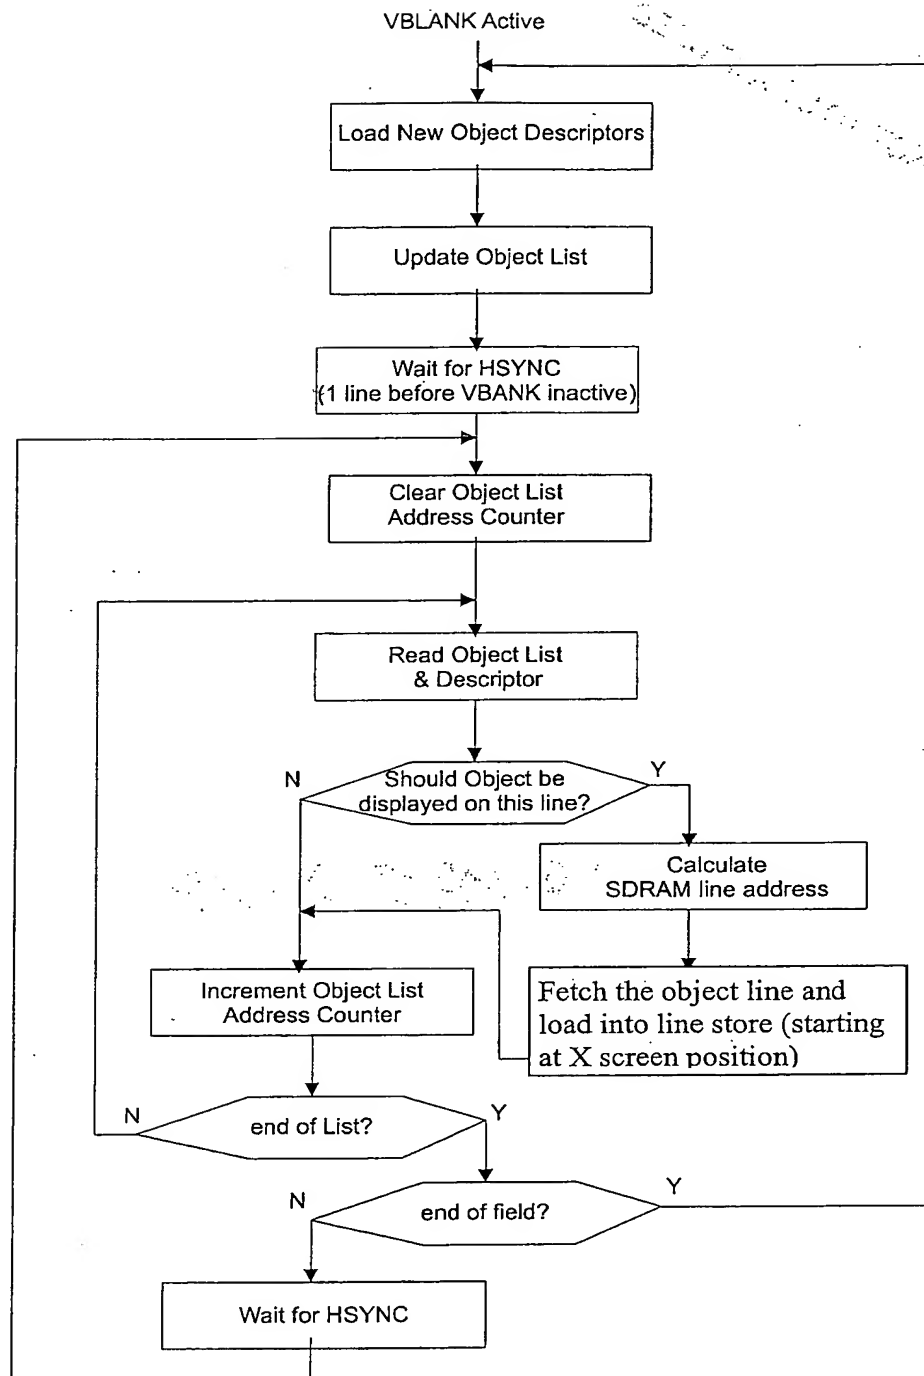 VBLANK Active
Load New Object Descriptors
Update Object List
Wait for HSYNC
(1 line before VBANK inactive)
Clear Object List
Address Counter
Read Object List
& Descriptor
N
Should Object be
displayed on this line?
Y
Calculate
SDRAM line address
Fetch the object line and
load into line store (starting
at X screen position)
Increment Object List
Address Counter
N
end of List?
Y
N
end of field?
Y
Wait for HSYNC